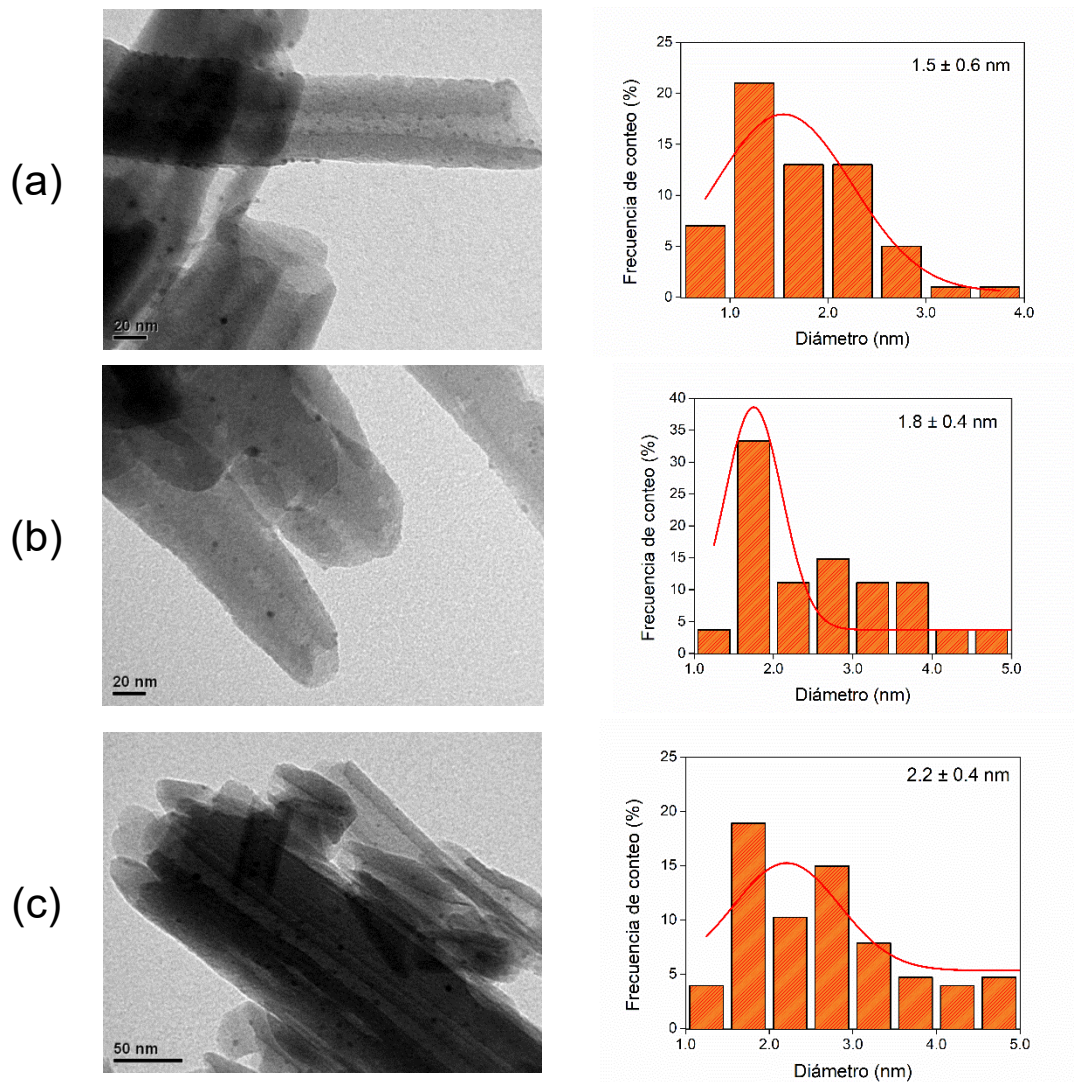 (a)
20 nm
25
20
15
10
5
0
1.0 2.0 3.0 4.0
Frecuencia de conteo (%)
Diámetro (nm)
1.5 ± 0.6 nm
(b)
20 nm
40
35
30
25
20
15
10
5
0
1.0 2.0 3.0 4.0 5.0
Frecuencia de conteo (%)
Diámetro (nm)
1.8 ± 0.4 nm
(c)
50 nm
25
20
15
10
5
0
1.0 2.0 3.0 4.0 5.0
Frecuencia de conteo (%)
Diámetro (nm)
2.2 ± 0.4 nm